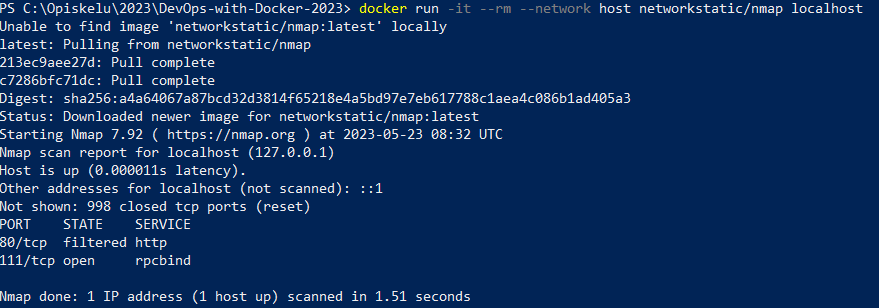 PS C:\Opiskelu\2023\DevOps-with-Docker-2023> docker run -it --rm --network host networkstatic/nmap localhost
Unable to find image 'networkstatic/nmap:latest' locally
latest: Pulling from networkstatic/nmap
213ec9aee27d: Pull complete
c7286bfc71dc: Pull complete
Digest: sha256:a4a64067a87bcd32d3814f65218e4a5bd97e7eb617788c1aea4c086b1ad405a3
Status: Downloaded newer image for networkstatic/nmap:latest
Starting Nmap 7.92 ( https://nmap.org ) at 2023-05-23 08:32 UTC
Nmap scan report for localhost (127.0.0.1)
Host is up (0.000011s latency).
Other addresses for localhost (not scanned): ::1
Not shown: 998 closed tcp ports (reset)
PORT    STATE    SERVICE
80/tcp  filtered http
111/tcp open     rpcbind
Nmap done: 1 IP address (1 host up) scanned in 1.51 seconds